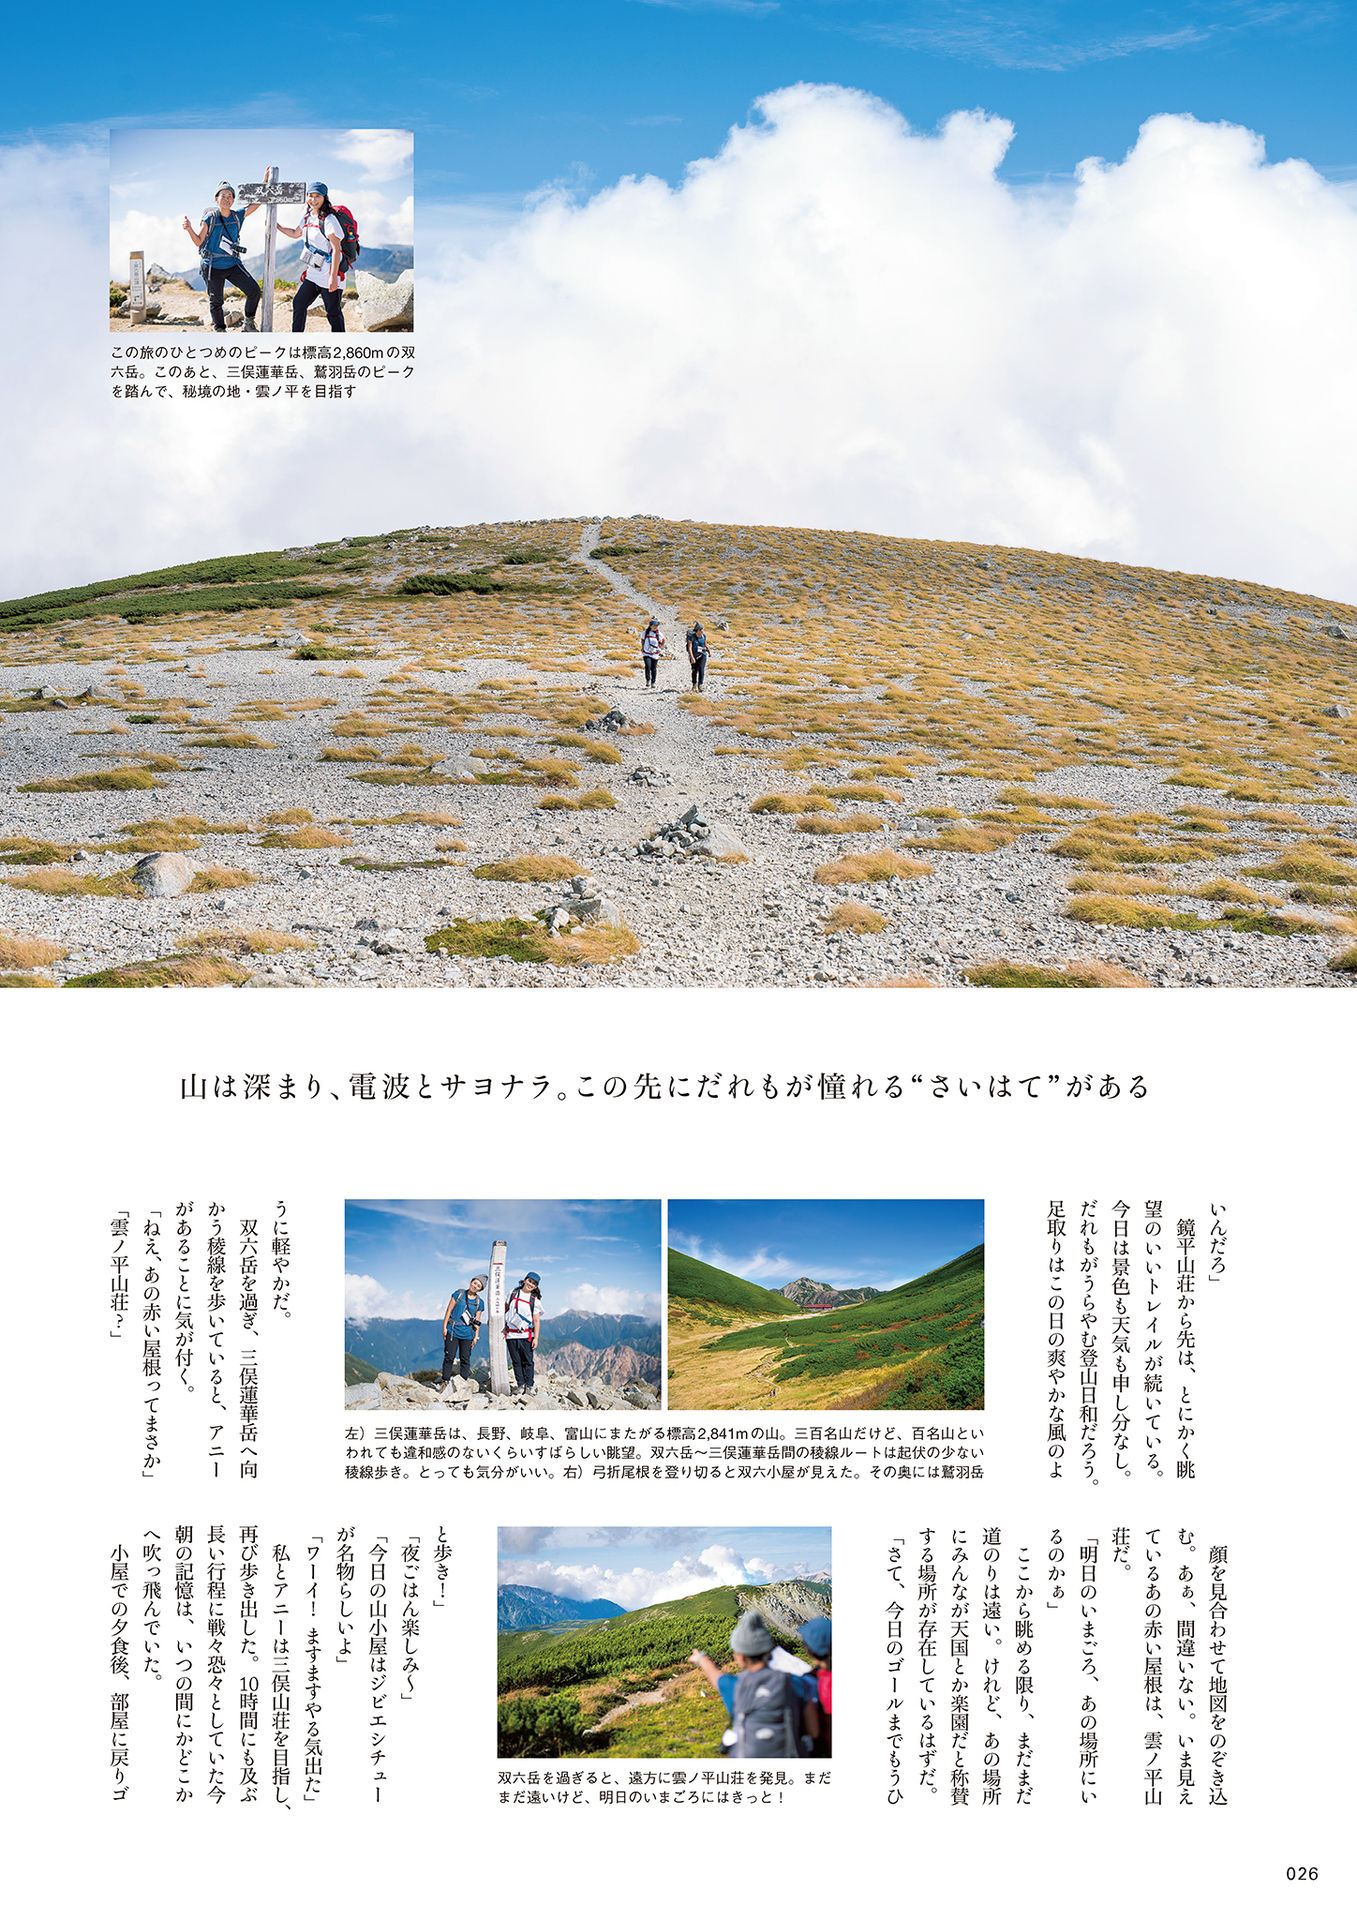 双六岳
この旅のひとつめのピークは標高2,860mの双
六岳。このあと、三俣蓮華岳、鷲羽岳のピーク
を踏んで、秘境の地・雲ノ平を目指す
山は深まり、電波とサヨナラ。この先にだれもが憧れる“さいはて”がある
いんだろ」
鏡平山荘から先は、とにかく眺
望のいいトレイルが続いている。
今日は景色も天気も申し分なし。
だれもがうらやむ登山日和だろう。
足取りはこの日の爽やかな風のよ
うに軽やかだ。
双六岳を過ぎ、三俣蓮華岳へ向
かう稜線を歩いていると、アニー
があることに気が付く。
「ねえ、あの赤い屋根ってまさか」
「雲ノ平山荘？」
三俣蓮華岳
左）三俣蓮華岳は、長野、岐阜、富山にまたがる標高2,841mの山。三百名山だけど、百名山とい
われても違和感のないくらいすばらしい眺望。双六岳〜三俣蓮華岳間の稜線ルートは起伏の少ない
稜線歩き。とっても気分がいい。右）弓折尾根を登り切ると双六小屋が見えた。その奥には鷲羽岳
顔を見合わせて地図をのぞき込
む。あぁ、間違いない。いま見え
ているあの赤い屋根は、雲ノ平山
荘だ。
「明日のいまごろ、あの場所にい
るのかぁ」
ここから眺める限り、まだまだ
道のりは遠い。けれど、あの場所
にみんなが天国とか楽園だと称賛
する場所が存在しているはずだ。
「さて、今日のゴールまでもうひ
と歩き！」
「夜ごはん楽しみ〜」
「今日の山小屋はジビエシチュー
が名物らしいよ」
「ワーイ！ ますますやる気出た」
私とアニーは三俣山荘を目指し、
再び歩き出した。10時間にも及ぶ
長い行程に戦々恐々としていた今
朝の記憶は、いつの間にかどこか
へ吹っ飛んでいた。
小屋での夕食後、部屋に戻りゴ
双六岳を過ぎると、遠方に雲ノ平山荘を発見。まだ
まだ遠いけど、明日のいまごろにはきっと！
026